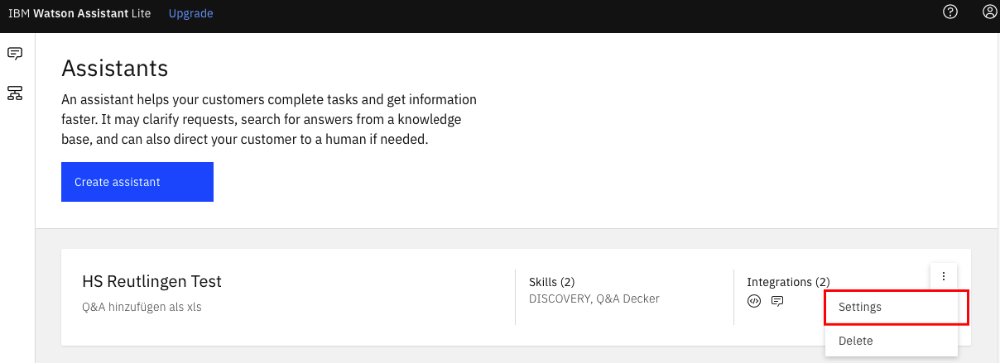 IBM Watson Assistant Lite Upgrade
Assistants
An assistant helps your customers complete tasks and get information
faster. It may clarify requests, search for answers from a knowledge
base, and can also direct your customer to a human if needed.
Create assistant
HS Reutlingen Test
Q&A hinzufügen als xls
Skills (2)
DISCOVERY, Q&A Decker
Integrations (2)
Settings
Delete